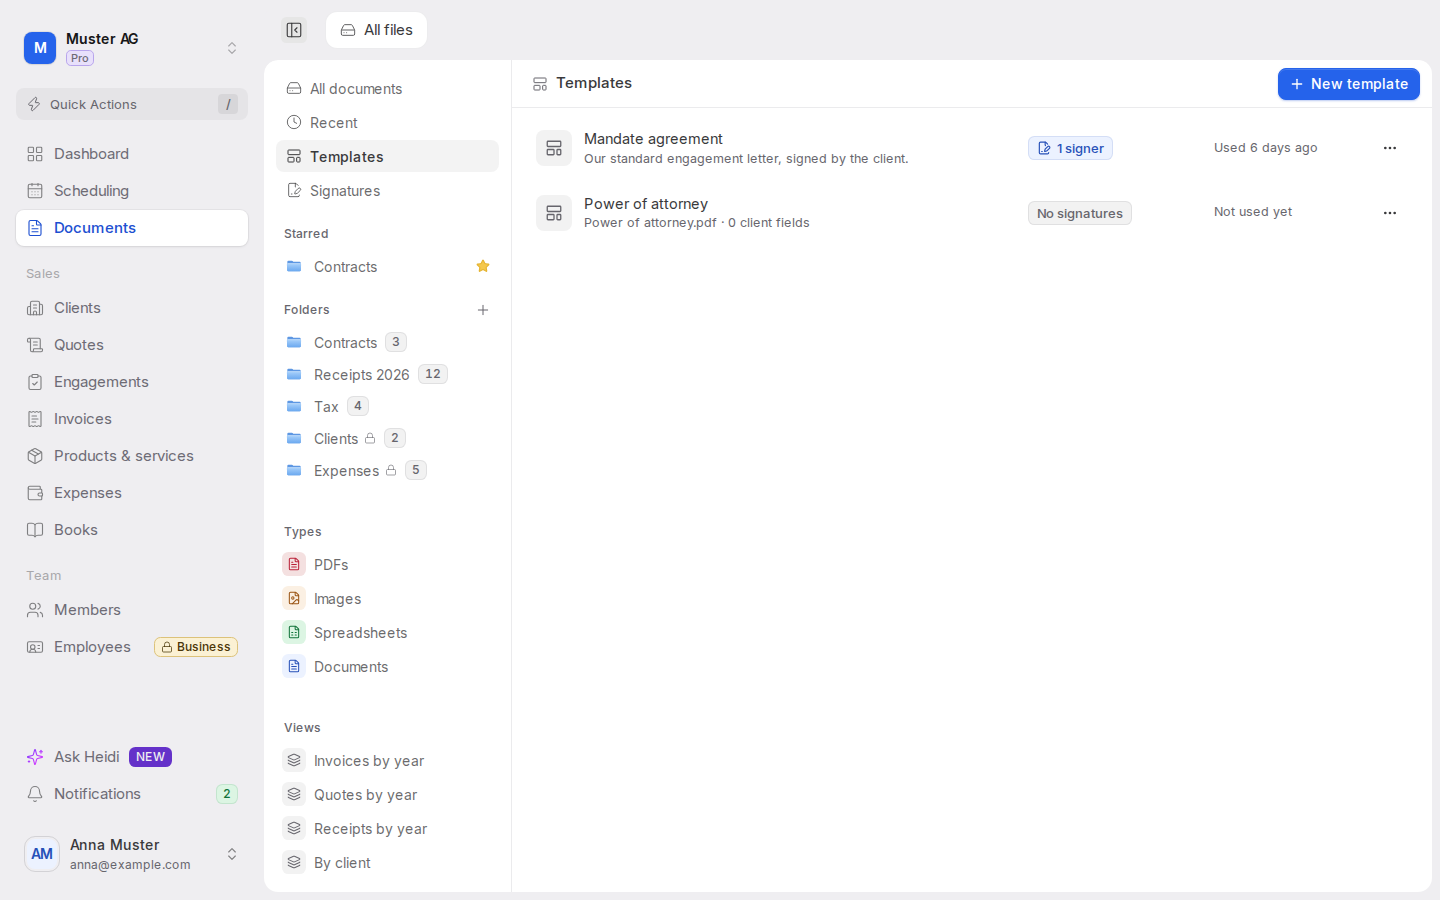 M
Muster AG
Pro
Quick Actions
/
Dashboard
Scheduling
Documents
Sales
Clients
Quotes
Engagements
Invoices
Products & services
Expenses
Books
Team
Members
Employees
Business
Ask Heidi
NEW
Notifications
2
AM
Anna Muster
anna@example.com
All files
All documents
Recent
Templates
Signatures
Starred
Contracts
Folders
Contracts 3
Receipts 2026 12
Tax 4
Clients 2
Expenses 5
Types
PDFs
Images
Spreadsheets
Documents
Views
Invoices by year
Quotes by year
Receipts by year
By client
Templates
New template
Mandate agreement
Our standard engagement letter, signed by the client.
1 signer
Used 6 days ago
Power of attorney
Power of attorney.pdf · 0 client fields
No signatures
Not used yet